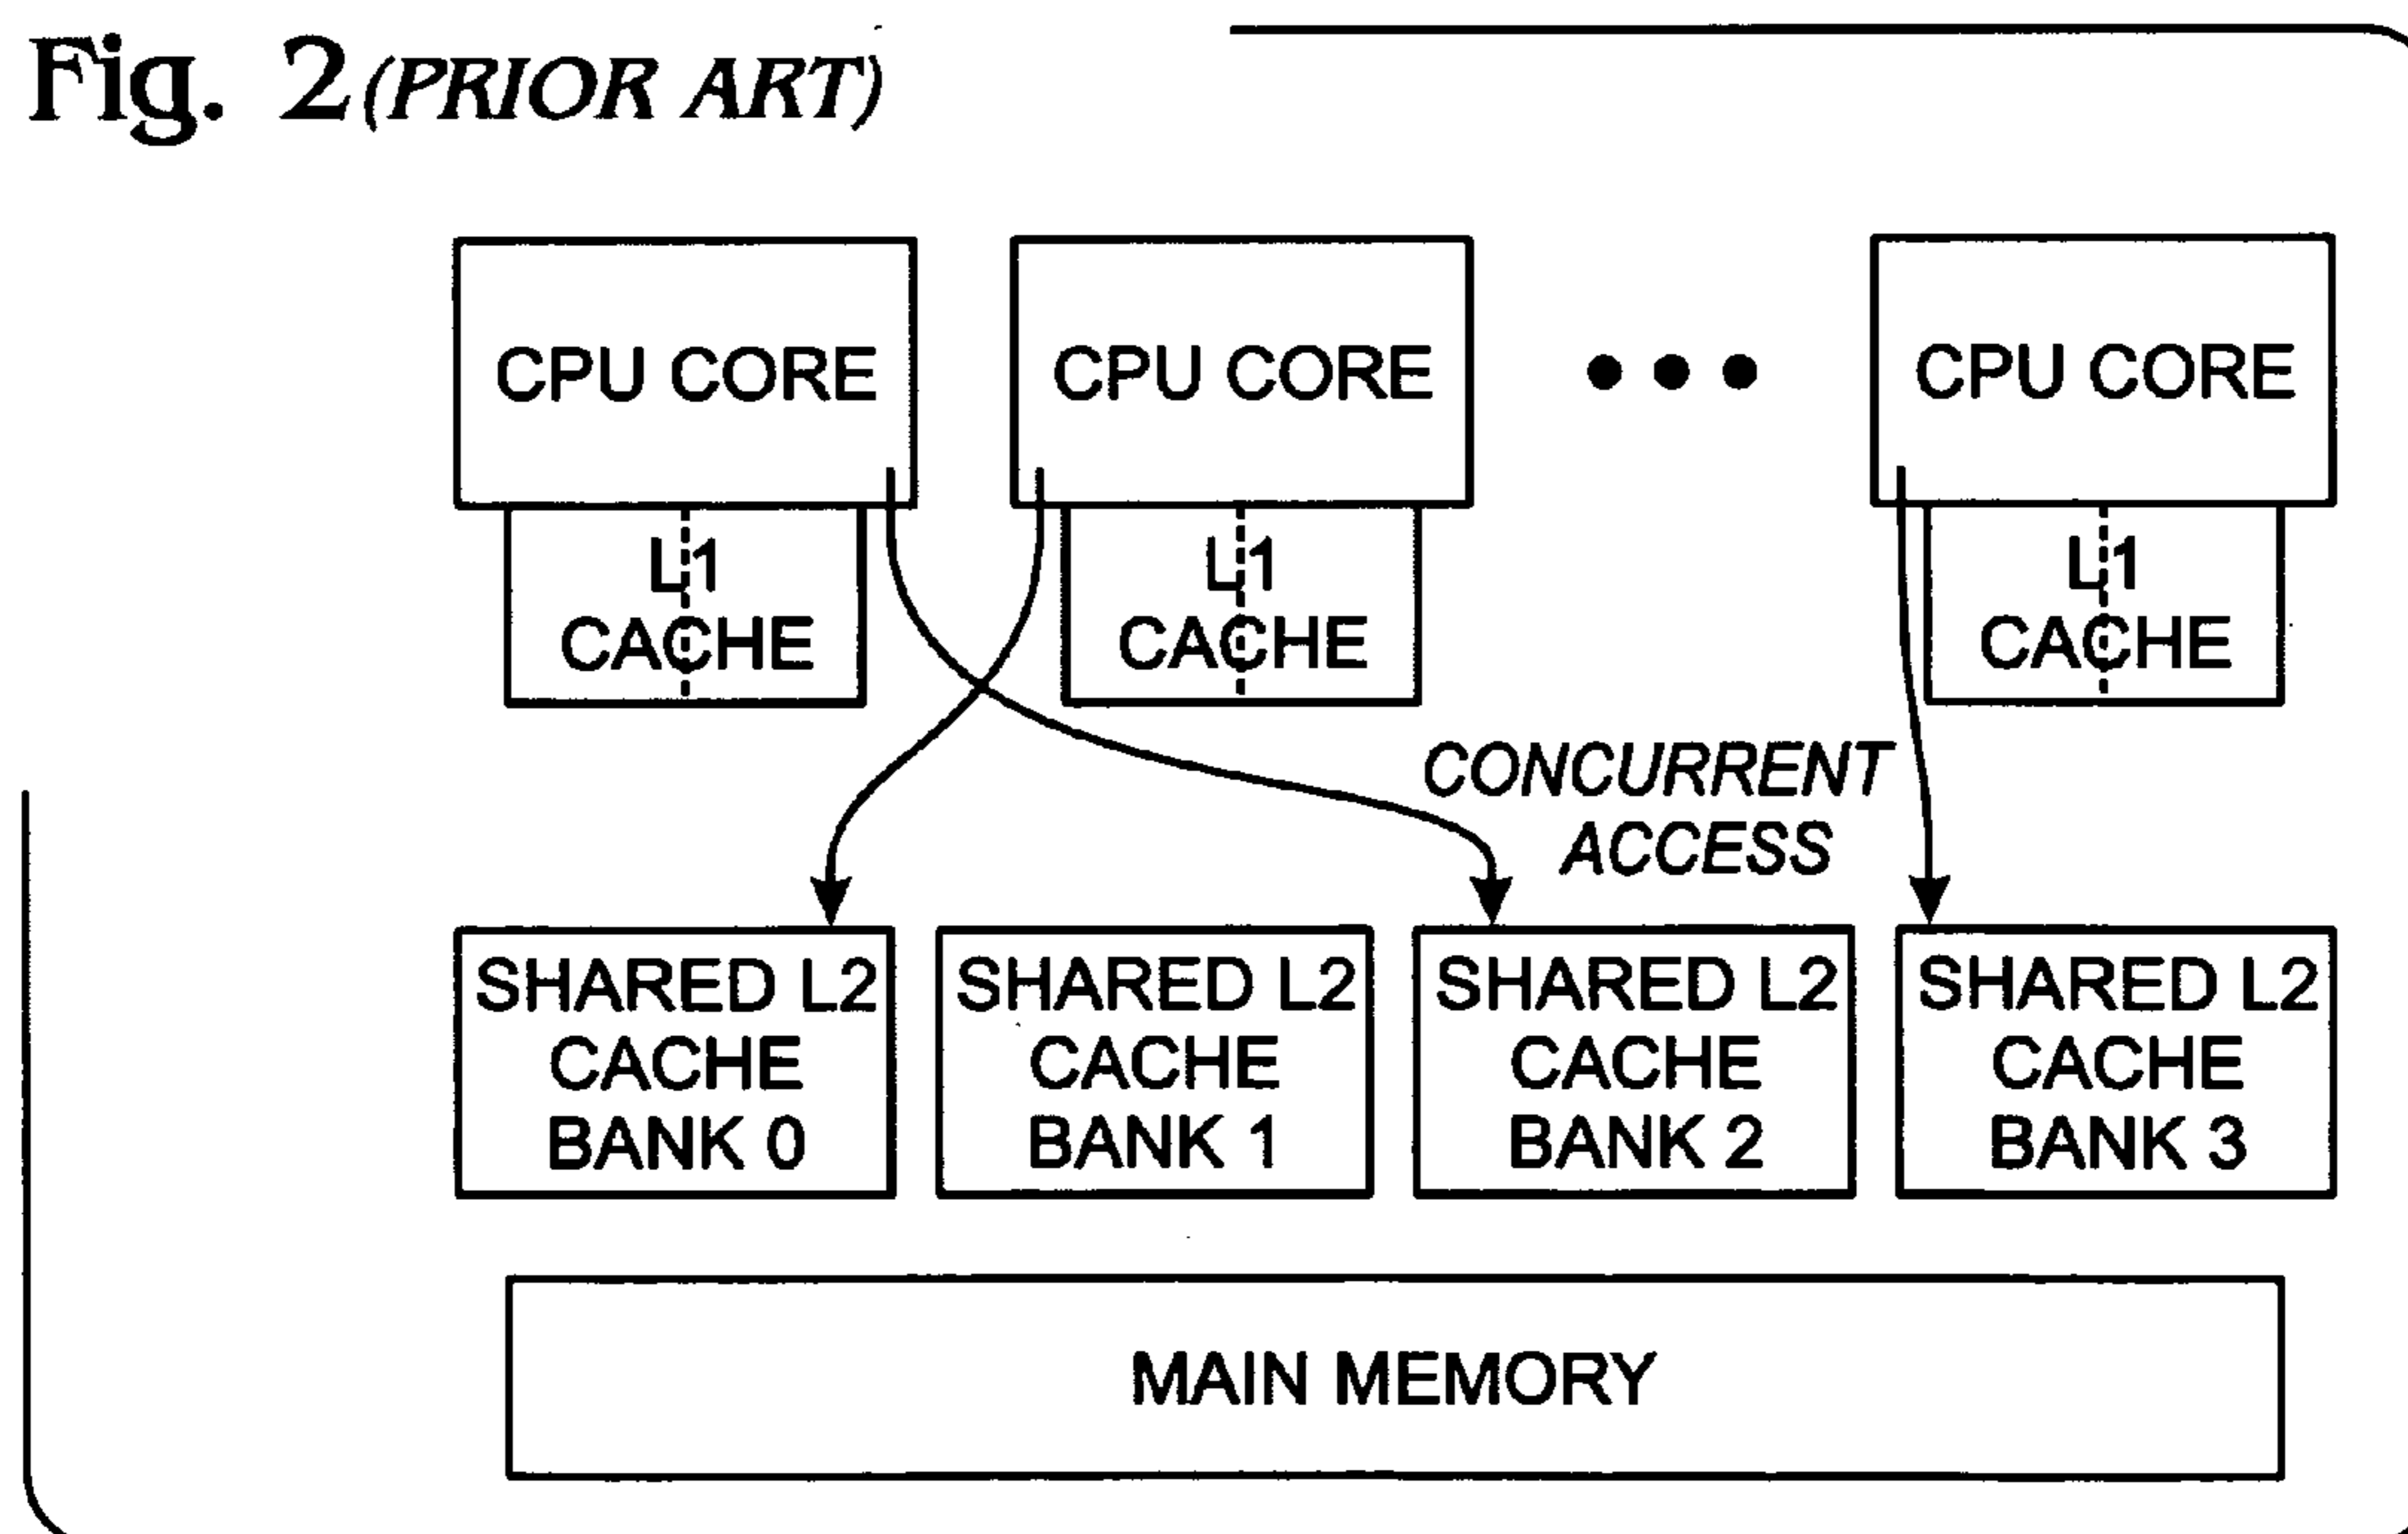 Fig. 2 (PRIOR ART)
CPU CORE CPU CORE ••• CPU CORE
L1 L1 L1
CACHE CACHE CACHE
CONCURRENT
ACCESS
SHARED L2 SHARED L2 SHARED L2 SHARED L2
CACHE CACHE CACHE CACHE
BANK 0 BANK 1 BANK 2 BANK 3
MAIN MEMORY